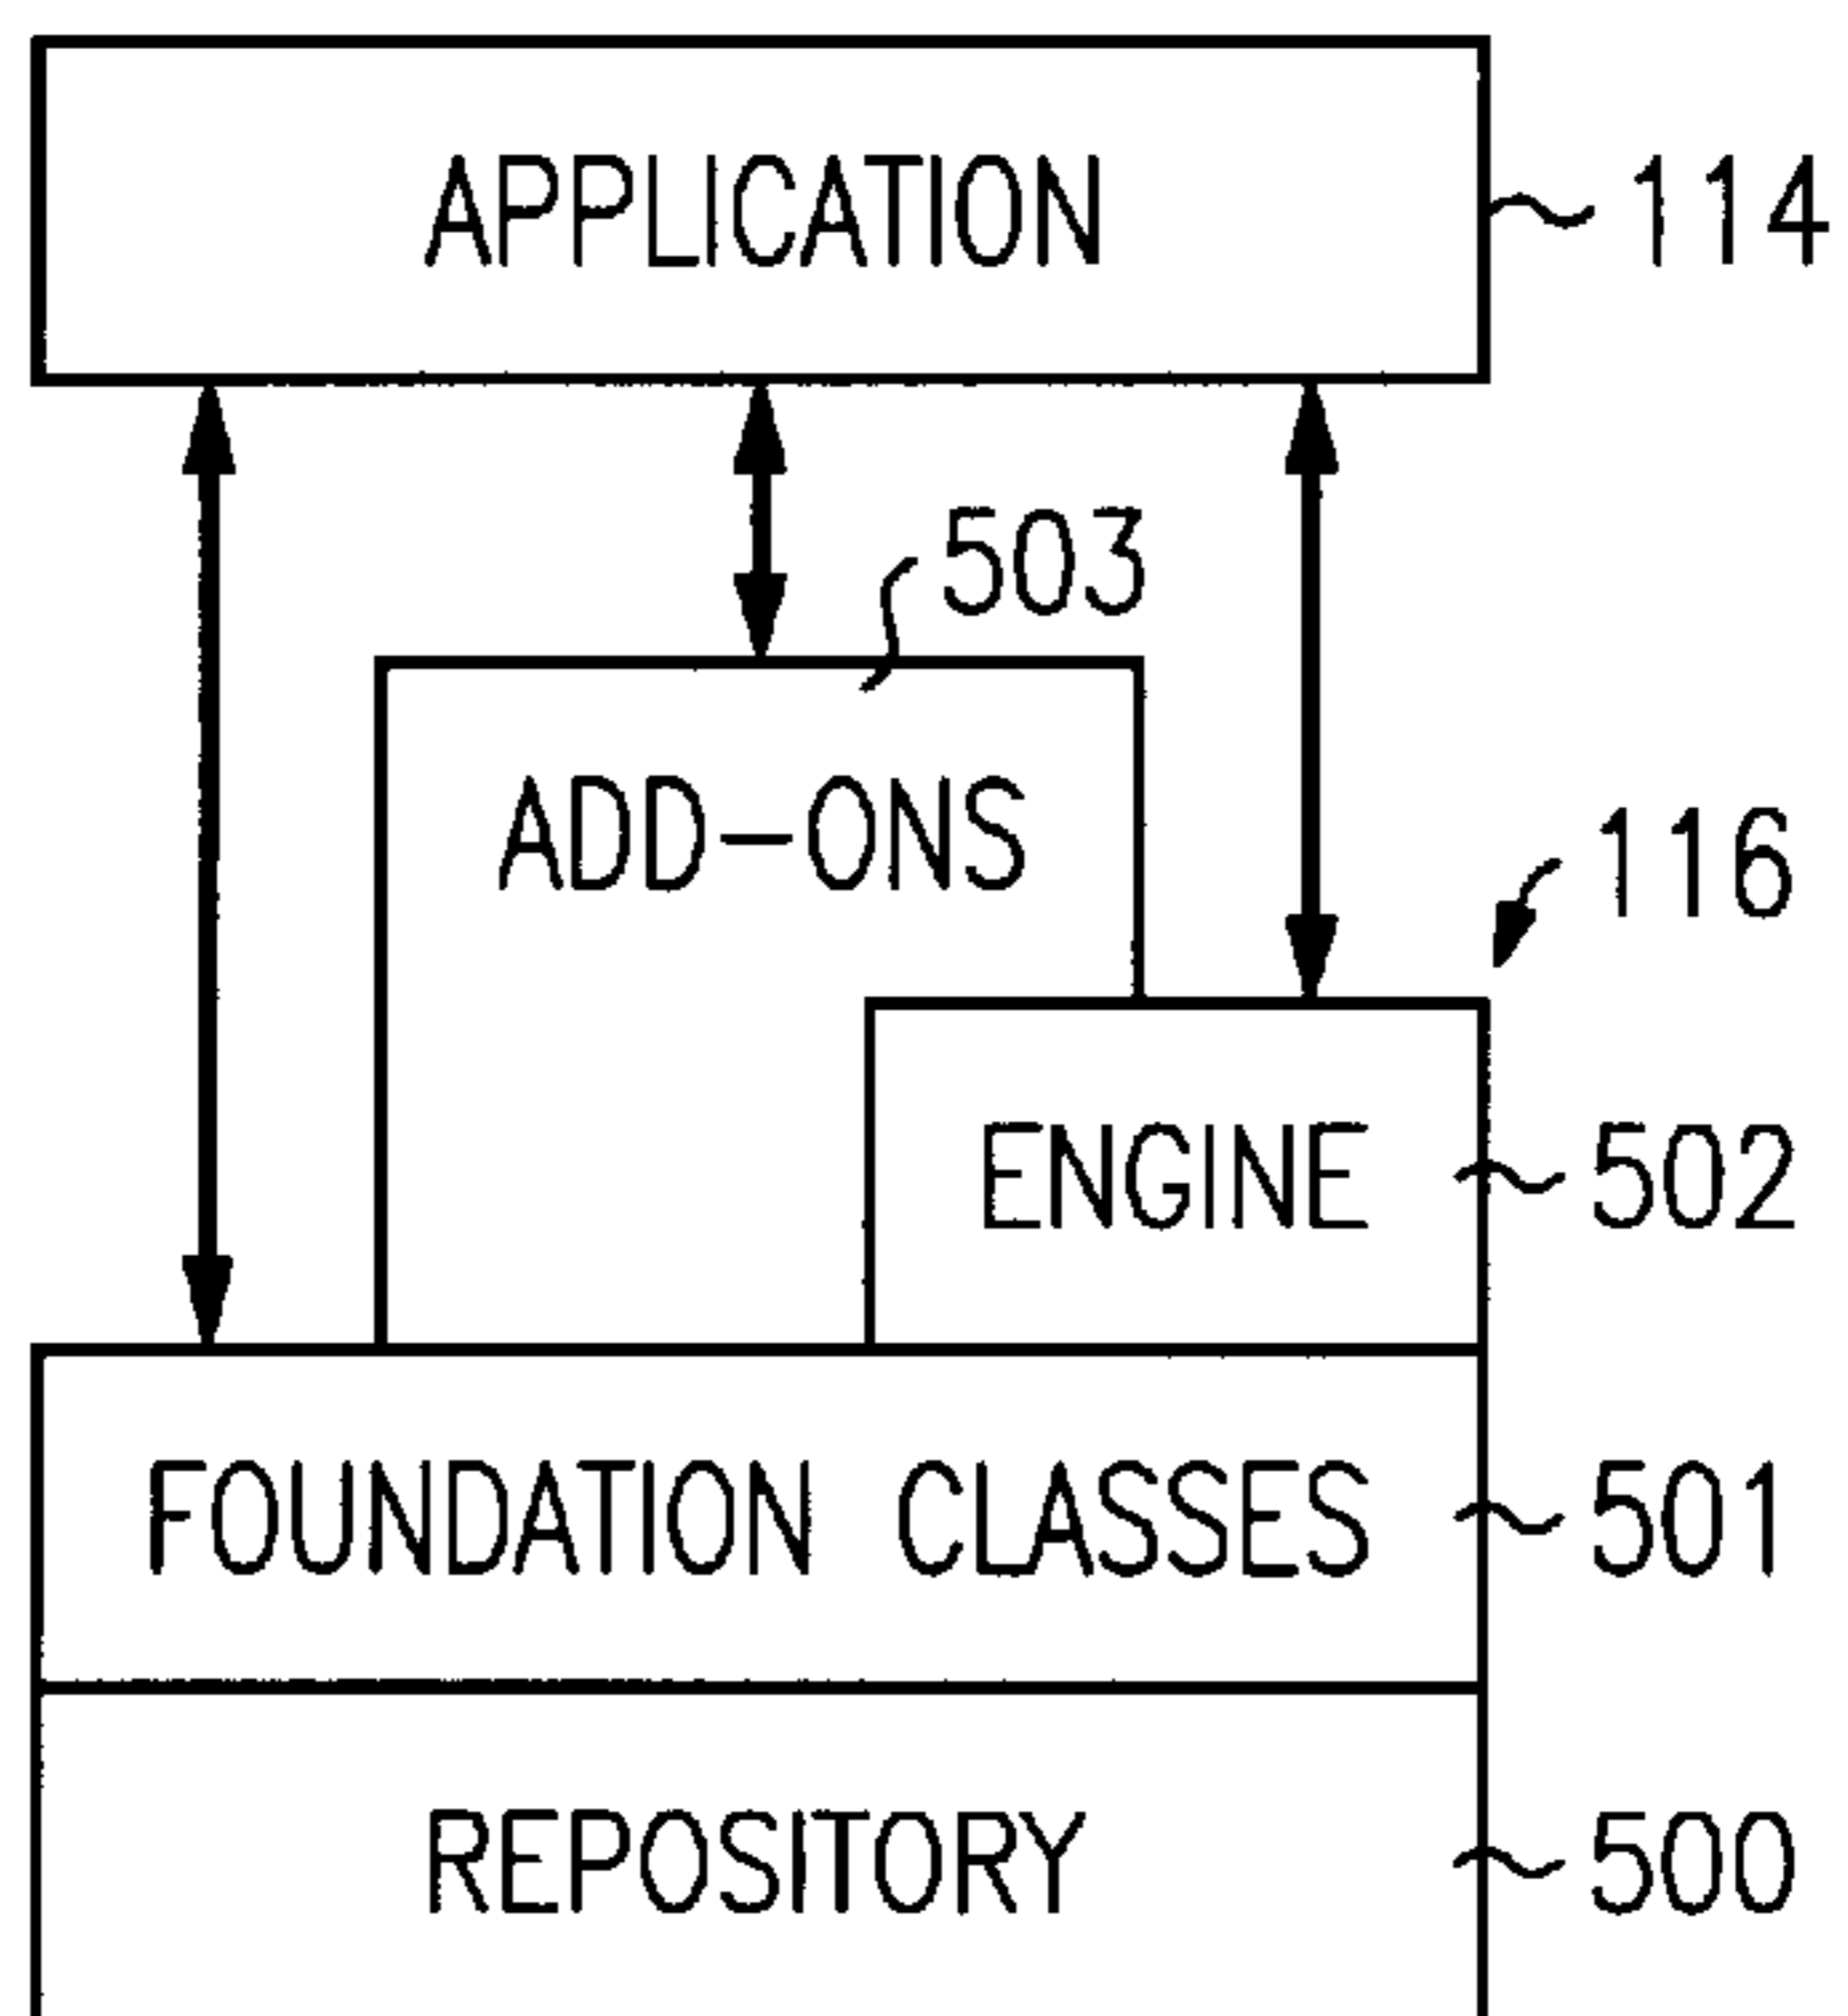 APPLICATION
114
503
ADD-ONS
116
ENGINE
502
FOUNDATION CLASSES
501
REPOSITORY
500